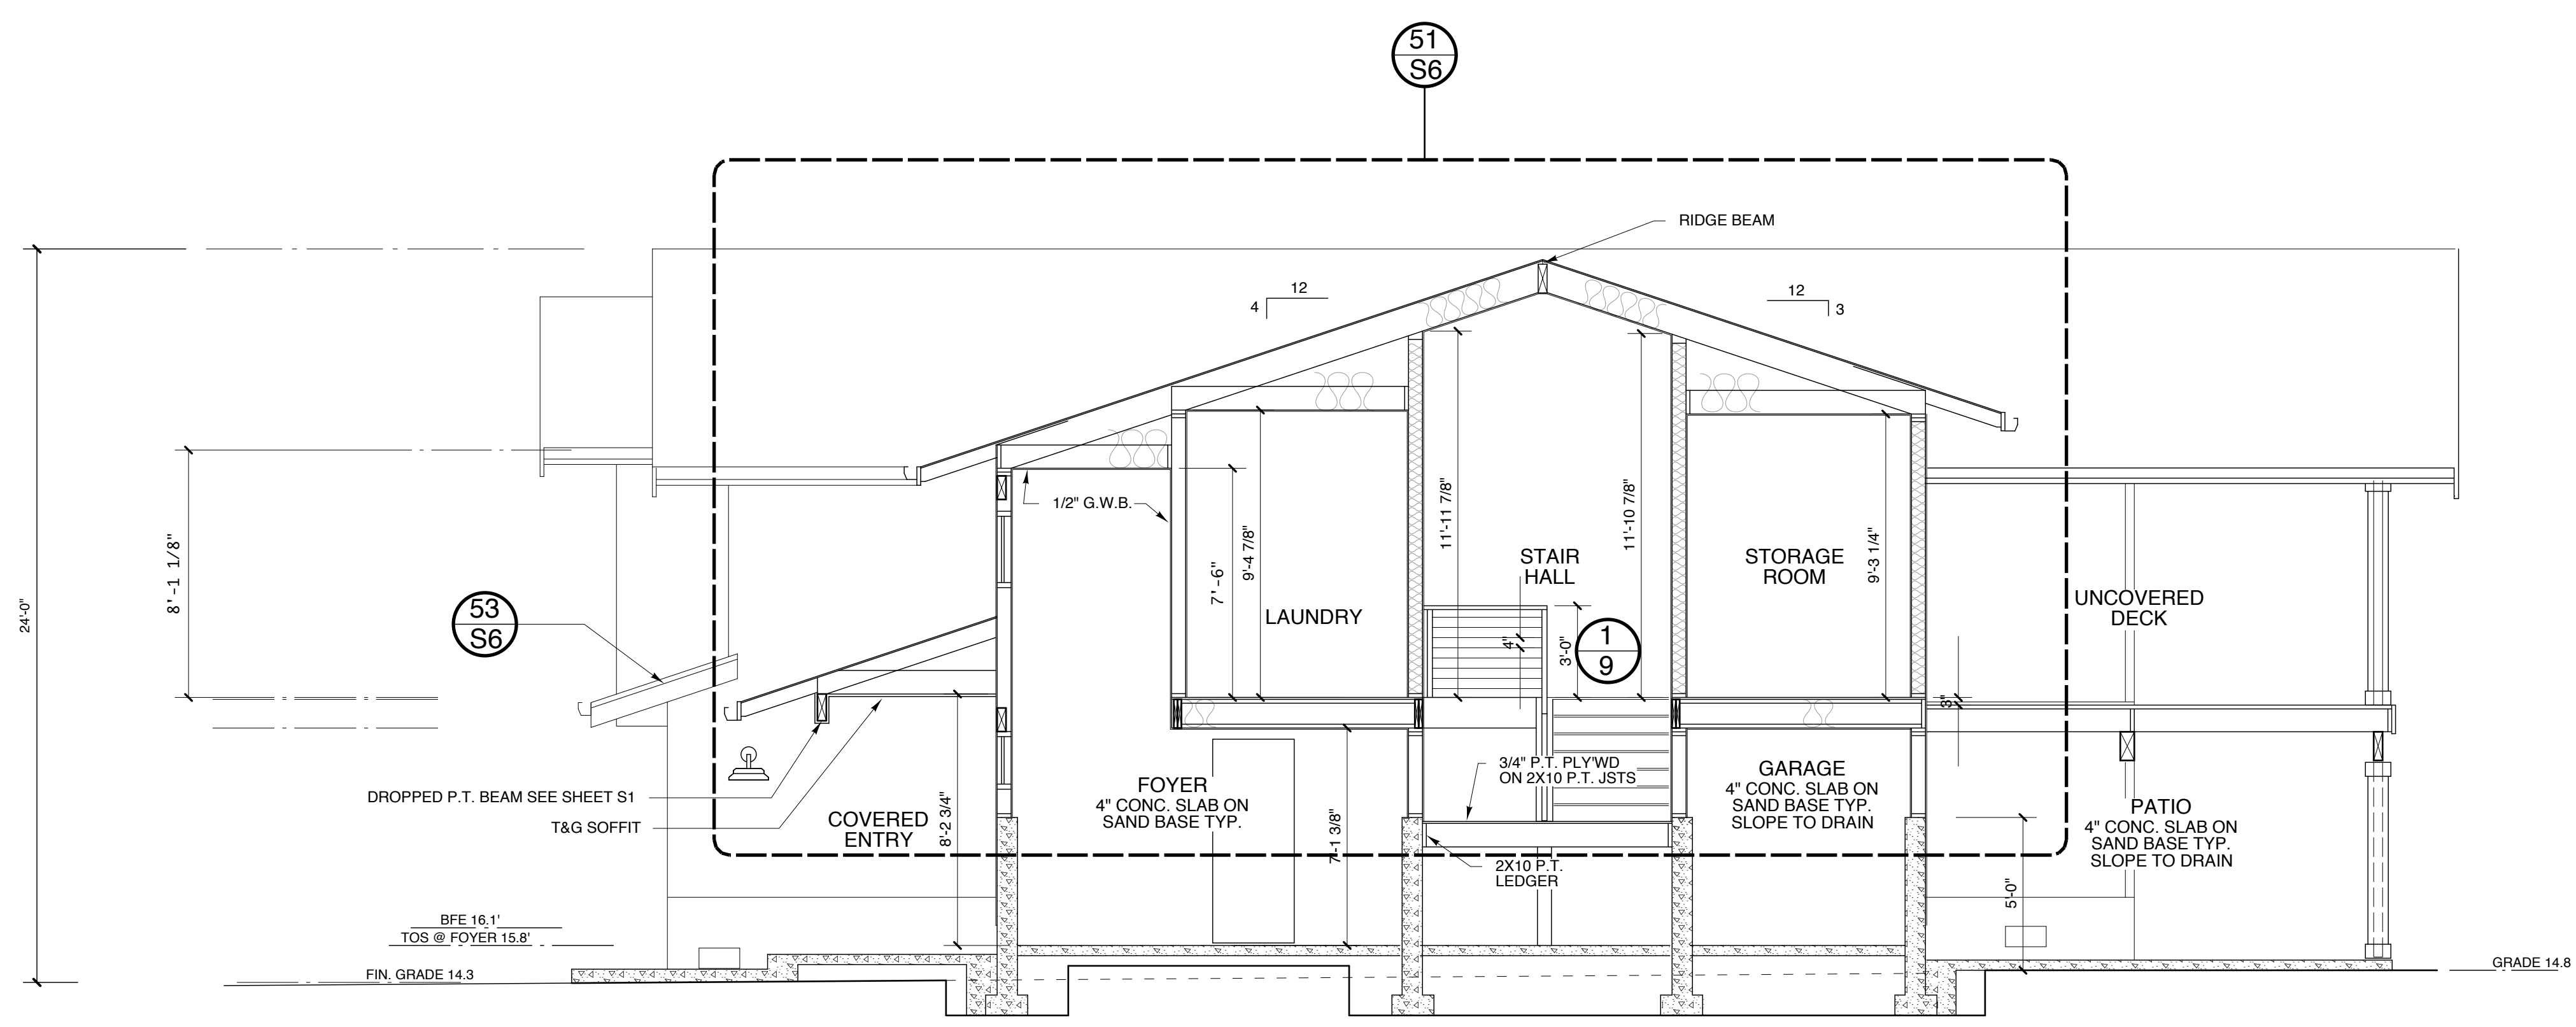 51
S6
RIDGE BEAM
12
4
12
3
24'-0"
8'-1 1/8"
53
S6
1/2" G.W.B.
7'-6"
9'-4 7/8"
11'-11 7/8"
11'-10 7/8"
9'-3 1/4"
LAUNDRY
STAIR
HALL
STORAGE
ROOM
UNCOVERED
DECK
4"
3'-0"
1
9
3"
DROPPED P.T. BEAM SEE SHEET S1
T&G SOFFIT
COVERED
ENTRY
8'-2 3/4"
FOYER
4" CONC. SLAB ON
SAND BASE TYP.
7'-1 3/8"
3/4" P.T. PLY'WD
ON 2X10 P.T. JSTS
2X10 P.T.
LEDGER
GARAGE
4" CONC. SLAB ON
SAND BASE TYP.
SLOPE TO DRAIN
5'-0"
PATIO
4" CONC. SLAB ON
SAND BASE TYP.
SLOPE TO DRAIN
BFE 16.1'
TOS @ FOYER 15.8'
FIN. GRADE 14.3
GRADE 14.8